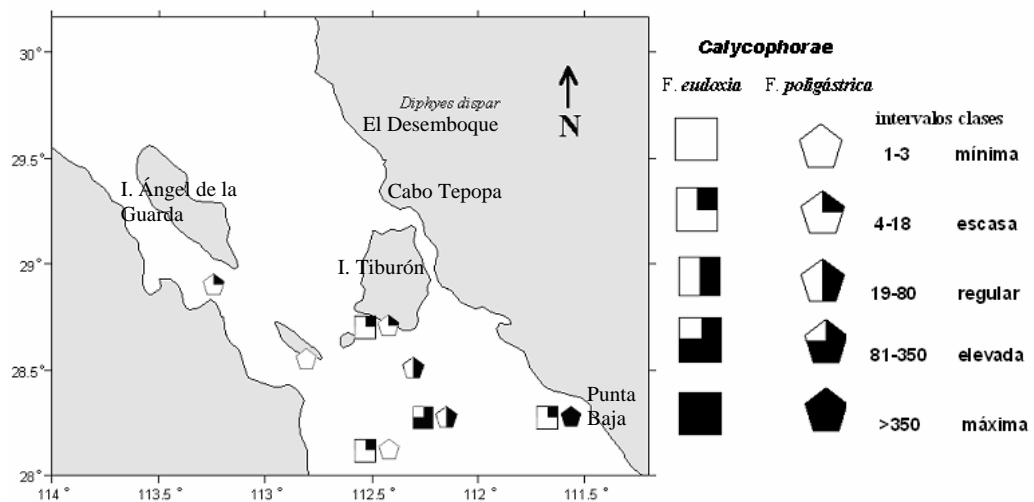 30°
29.5°
29°
28.5°
28°
114°
113.5°
113°
112.5°
112°
111.5°
Diphyes dispar
El Desemboque
N
Cabo Tepopa
I. Ángel de la
Guarda
I. Tiburón
Punta
Baja
Calycophorae
F. eudoxia F. poligástrica
intervalos clases
1-3 mínima
4-18 escasa
19-80 regular
81-350 elevada
>350 máxima